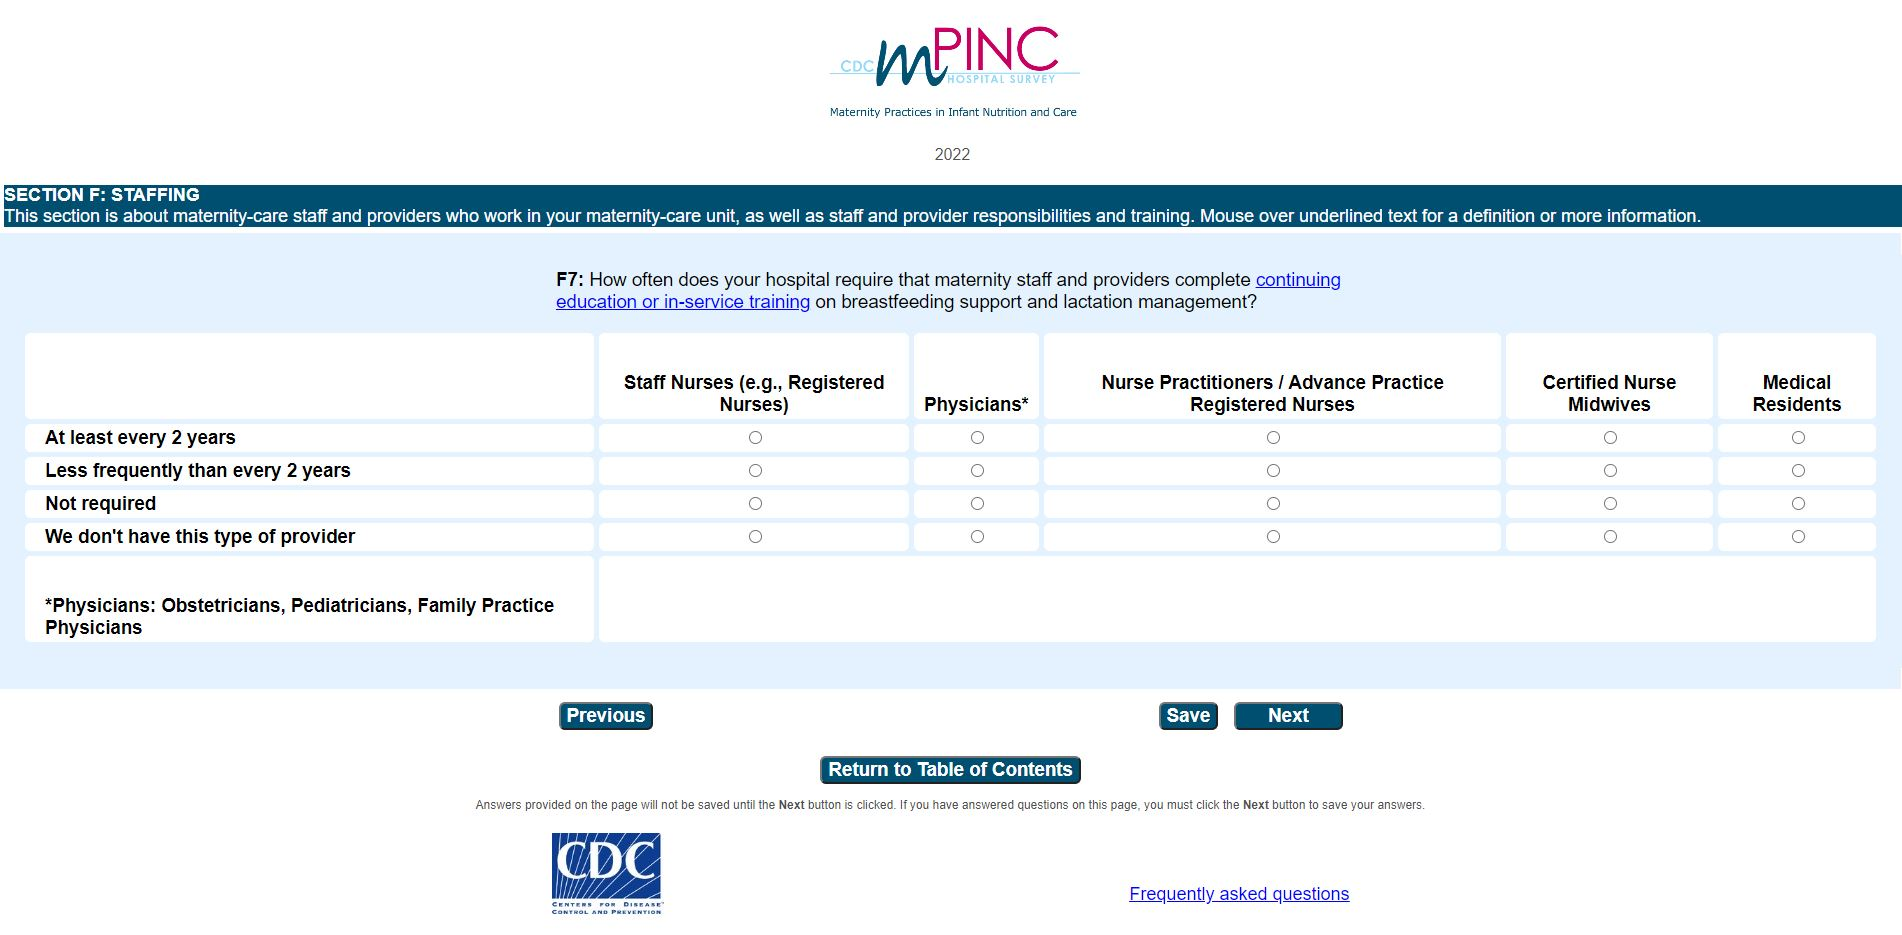 CDC mPINC
HOSPITAL SURVEY
Maternity Practices in Infant Nutrition and Care
2022
SECTION F: STAFFING
This section is about maternity-care staff and providers who work in your maternity-care unit, as well as staff and provider responsibilities and training. Mouse over underlined text for a definition or more information.
F7: How often does your hospital require that maternity staff and providers complete continuing
education or in-service training on breastfeeding support and lactation management?
Staff Nurses (e.g., Registered
Nurses)
Physicians*
Nurse Practitioners / Advance Practice
Registered Nurses
Certified Nurse
Midwives
Medical
Residents
At least every 2 years
Less frequently than every 2 years
Not required
We don't have this type of provider
*Physicians: Obstetricians, Pediatricians, Family Practice
Physicians
Previous
Save
Next
Return to Table of Contents
Answers provided on the page will not be saved until the Next button is clicked. If you have answered questions on this page, you must click the Next button to save your answers.
CDC
CENTERS FOR DISEASE
CONTROL AND PREVENTION
Frequently asked questions